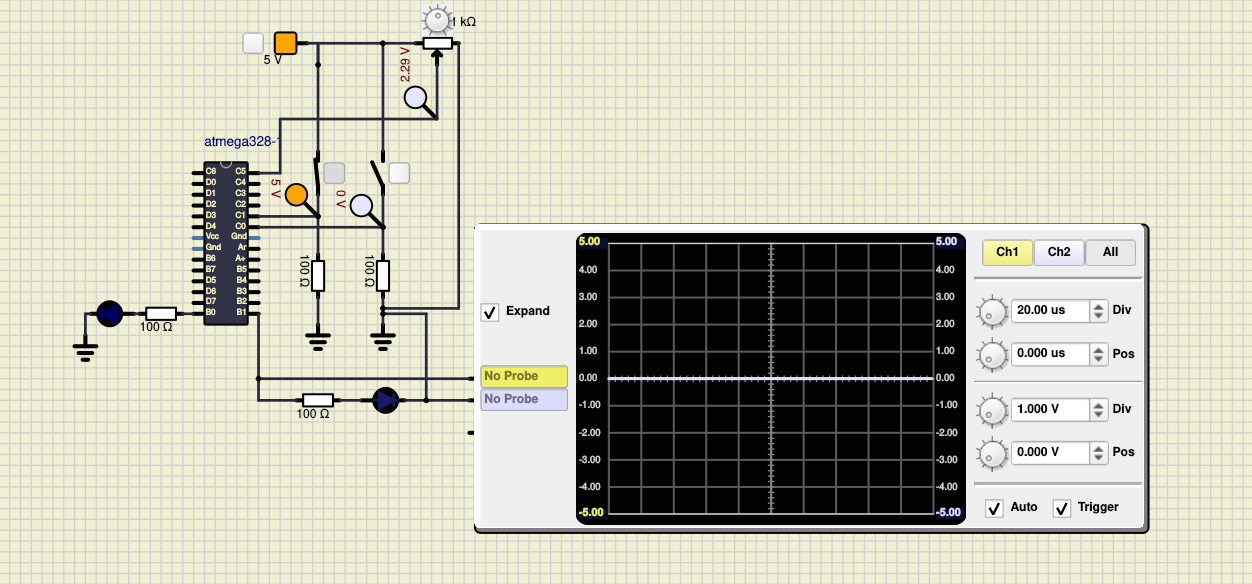 1 kΩ
5 V
2.29 V
atmega328-1
5 V
0 V
C6 C5
D0 C4
D1 C3
D2 C2
D3 C1
D4 C0
Vcc Gnd
Gnd Ar
B6 A+
B7 B5
D5 B4
D6 B3
D7 B2
B0 B1
100 Ω
100 Ω
100 Ω
100 Ω
Expand
No Probe
No Probe
5.00 5.00
4.00 4.00
3.00 3.00
2.00 2.00
1.00 1.00
0.00 0.00
-1.00 -1.00
-2.00 -2.00
-3.00 -3.00
-4.00 -4.00
-5.00 -5.00
Ch1 Ch2 All
20.00 us Div
0.000 us Pos
1.000 V Div
0.000 V Pos
Auto Trigger